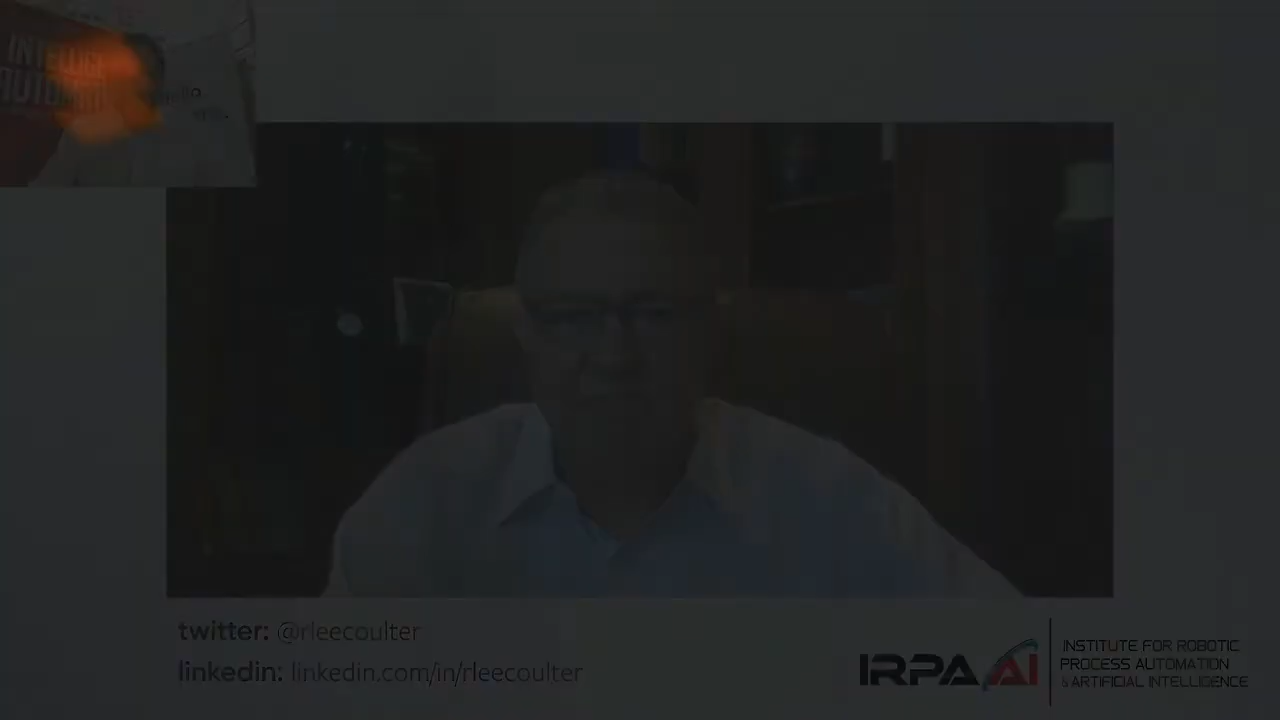 twitter: @rleecoulter
linkedin: linkedin.com/in/rleecoulter
IRPA AI
INSTITUTE FOR ROBOTIC
PROCESS AUTOMATION
& ARTIFICIAL INTELLIGENCE